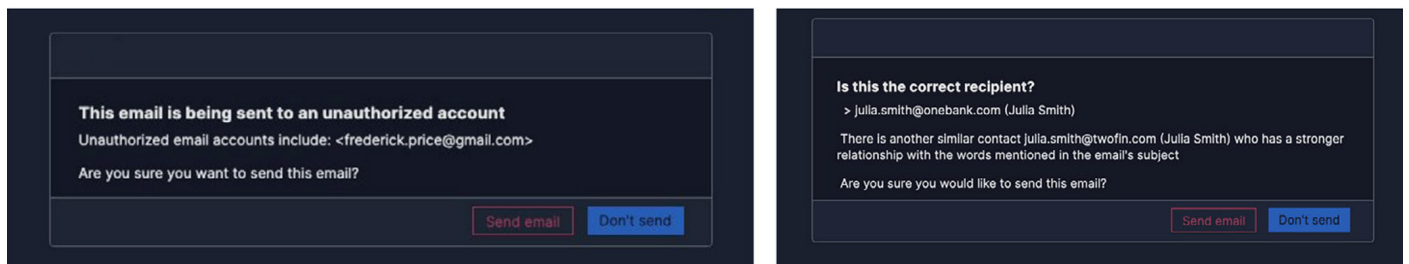 This email is being sent to an unauthorized account
Unauthorized email accounts include: <frederick.price@gmail.com>
Are you sure you want to send this email?
Send email
Don't send
Is this the correct recipient?
> julia.smith@onebank.com (Julia Smith)
There is another similar contact julia.smith@twofin.com (Julia Smith) who has a stronger
relationship with the words mentioned in the email's subject
Are you sure you would like to send this email?
Send email
Don't send